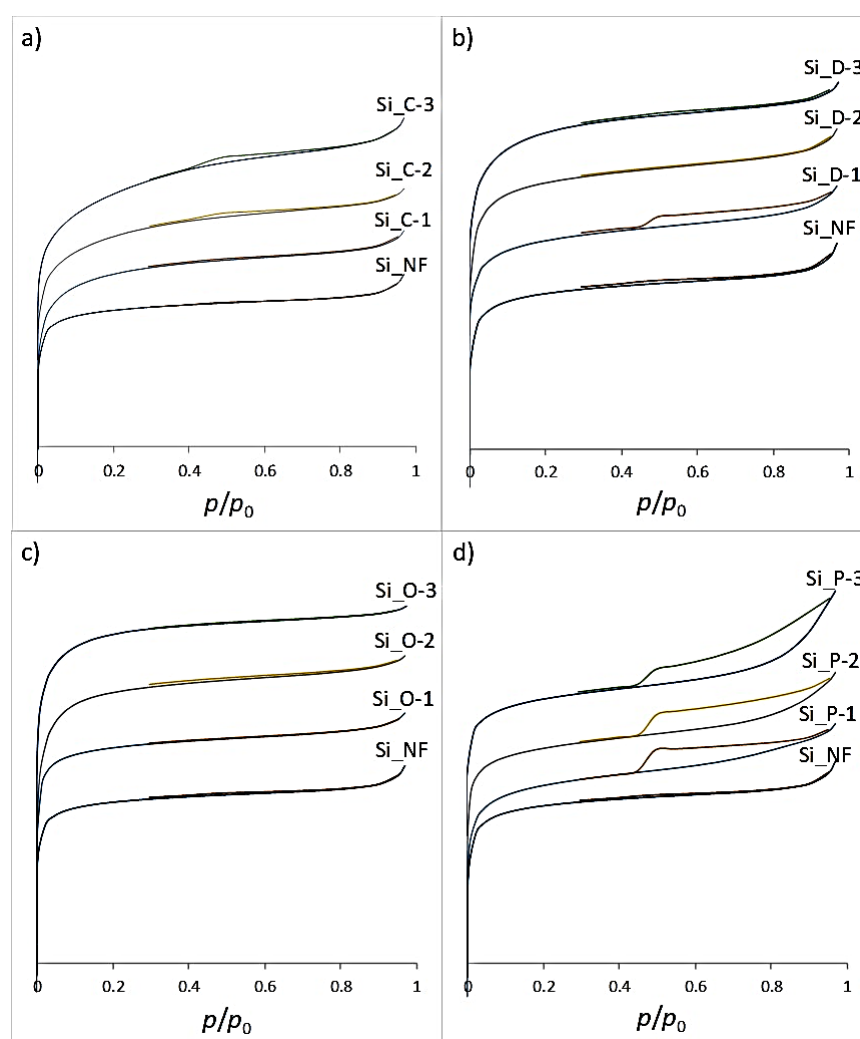 a)
Si_C-3
Si_C-2
Si_C-1
Si_NF
0 0.2 0.4 0.6 0.8 1
p/p0
b)
Si_D-3
Si_D-2
Si_D-1
Si_NF
0 0.2 0.4 0.6 0.8 1
p/p0
c)
Si_O-3
Si_O-2
Si_O-1
Si_NF
0 0.2 0.4 0.6 0.8 1
p/p0
d)
Si_P-3
Si_P-2
Si_P-1
Si_NF
0 0.2 0.4 0.6 0.8 1
p/p0